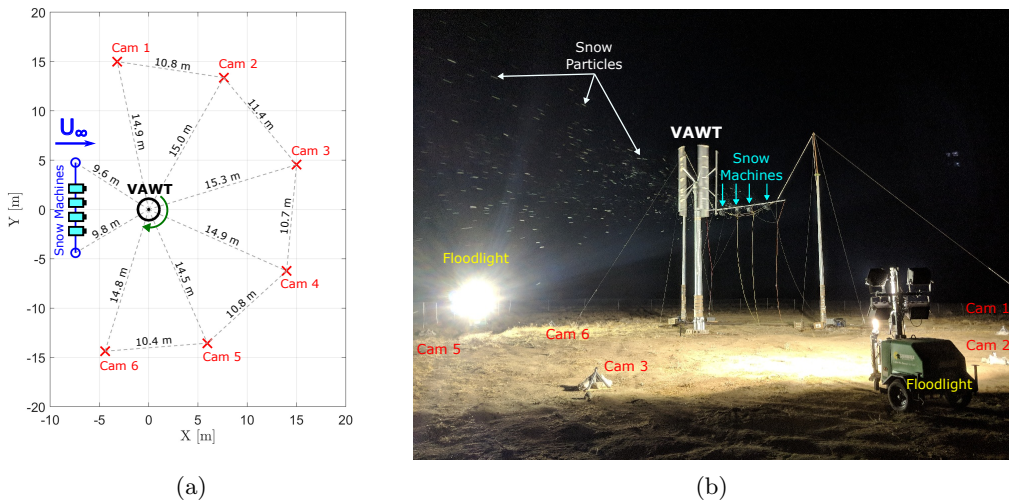 20
15
10
5
0
-5
-10
-15
-20
-10
-5
0
5
10
15
20
X [m]
Y [m]
Cam 1
10.8 m
Cam 2
11.4 m
14.9 m
15.0 m
Cam 3
U∞
15.3 m
9.6 m
VAWT
10.7 m
Snow Machines
9.8 m
14.9 m
Cam 4
14.8 m
14.5 m
10.8 m
10.4 m
Cam 5
Cam 6
(a)
Snow
Particles
VAWT
Snow
Machines
Floodlight
Cam 1
Cam 6
Cam 5
Cam 2
Cam 3
Floodlight
(b)